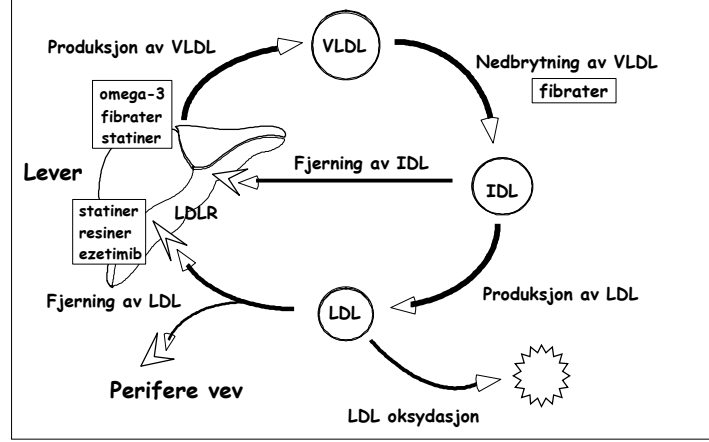 Produksjon av VLDL
VLDL
Nedbrytning av VLDL
fibrater
omega-3
fibrater
statiner
Lever
Fjerning av IDL
IDL
statiner
resiner
ezetimib
LDLR
Fjerning av LDL
LDL
Produksjon av LDL
Perifere vev
LDL oksydasjon